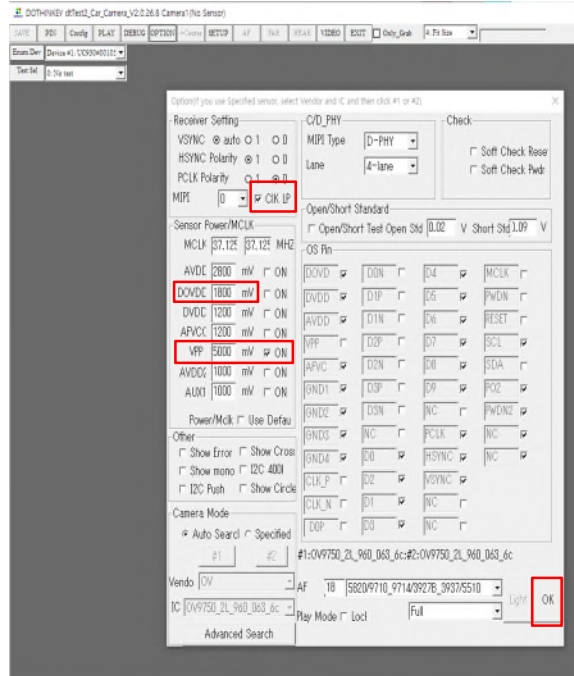 DOTHINKEY dtTest2_Car_Camera_V2.0.26.8 Camera1(No Sensor)
SAVE PDS Config PLAY DEBUG OPTION SETUP AF PAR VIDEO EXIT Only_Grab 4: Fit Size
Enum Dev Device #1:
Test Sel 0: No test
Option(If you use Specified sensor, select Vendor and IC and then click #1 or #2)
Receiver Setting
VSYNC auto 1 0
HSYNC Polarity 1 0
PCLK Polarity 1 0
MIPI 0 ClK LP
C/D_PHY
MIPI Type D-PHY
Lane 4-lane
Check
Soft Check Rese
Soft Check Pwdr
Open/Short Standard
Open/Short Test Open Std 0.02 V Short Std 1.09 V
Sensor Power/MCLK
MCLK 37.125 37.125 MHZ
AVDD 2800 mV ON
DOVDD 1800 mV ON
DVDD 1200 mV ON
AFVCC 1200 mV ON
VPP 5000 mV ON
AVDD2 1000 mV ON
AUX1 1000 mV ON
Power/Mclk Use Defau
OS Pin
DOVD D0N D4 MCLK
DVDD D1P D5 PWDN
AVDD D1N D6 RESET
VPP D2P D7 SCL
AFVC D2N D8 SDA
GND1 D3P D9 PO2
GND2 D3N NC PWDN2
GND3 NC PCLK NC
GND4 D0 HSYNC NC
CLK_P D2 VSYNC
CLK_N D1 NC
D0P D3 NC
Other
Show Error Show Cross
Show mono I2C 400
I2C Push Show Circle
Camera Mode
Auto Searcl Specified
#1 #2
Vendo OV
IC OV9750_2L_960_063_6c
Advanced Search
#1:OV9750_2L_960_063_6c;#2:OV9750_2L_960_063_6c
AF 18 5820/9710_9714/3927B_3937/5510
Play Mode Locl Full
Light OK